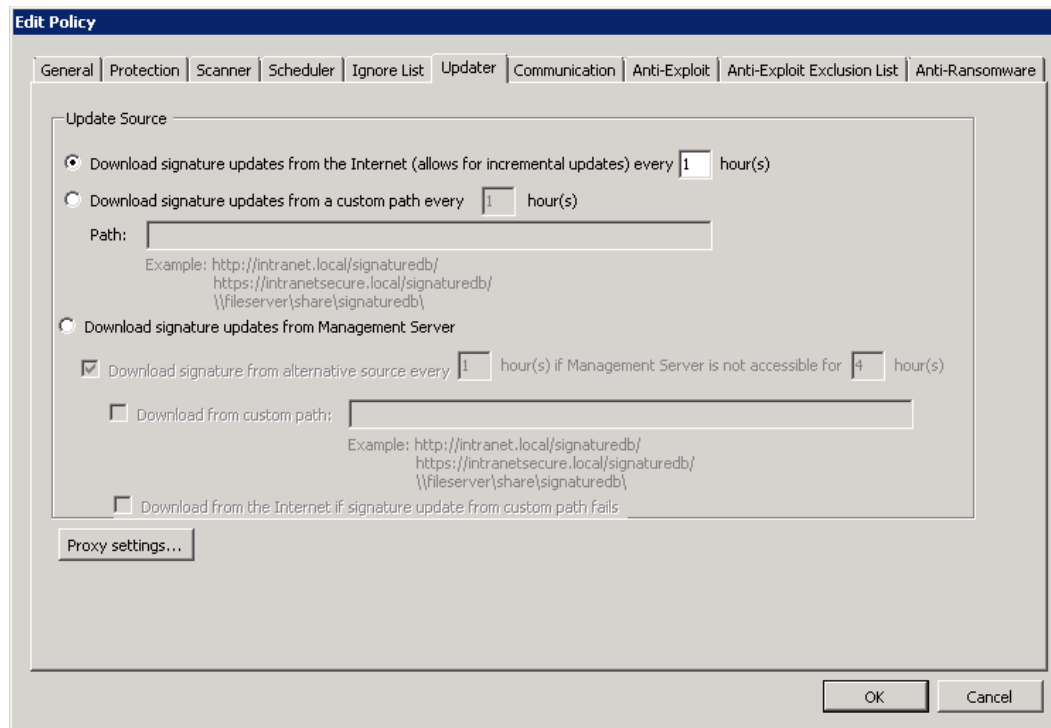 Edit Policy
General Protection Scanner Scheduler Ignore List Updater Communication Anti-Exploit Anti-Exploit Exclusion List Anti-Ransomware
Update Source
Download signature updates from the Internet (allows for incremental updates) every 1 hour(s)
Download signature updates from a custom path every 1 hour(s)
Path:
Example: http://intranet.local/signaturedb/
https://intranetsecure.local/signaturedb/
\\fileserver\share\signaturedb\
Download signature updates from Management Server
Download signature from alternative source every 1 hour(s) if Management Server is not accessible for 4 hour(s)
Download from custom path:
Example: http://intranet.local/signaturedb/
https://intranetsecure.local/signaturedb/
\\fileserver\share\signaturedb\
Download from the Internet if signature update from custom path fails
Proxy settings...
OK Cancel